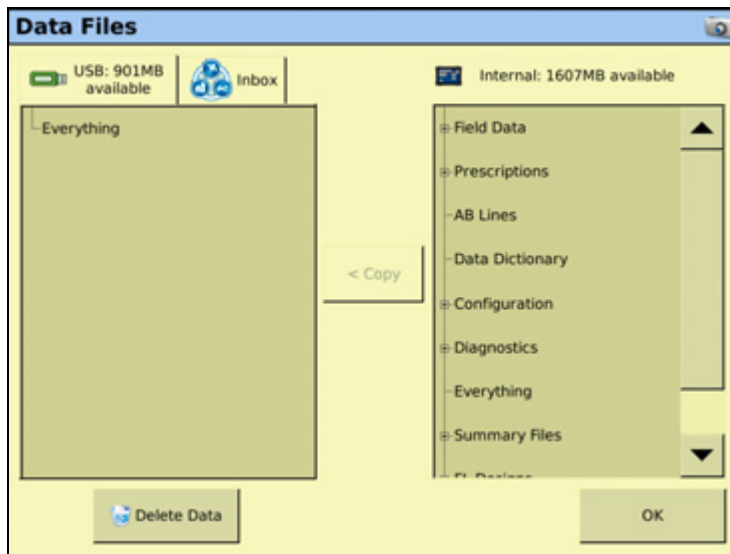 Data Files
USB: 901MB
available
Inbox
Internal: 1607MB available
Everything
Field Data
Prescriptions
AB Lines
Data Dictionary
< Copy
Configuration
Diagnostics
Everything
Summary Files
Delete Data
OK